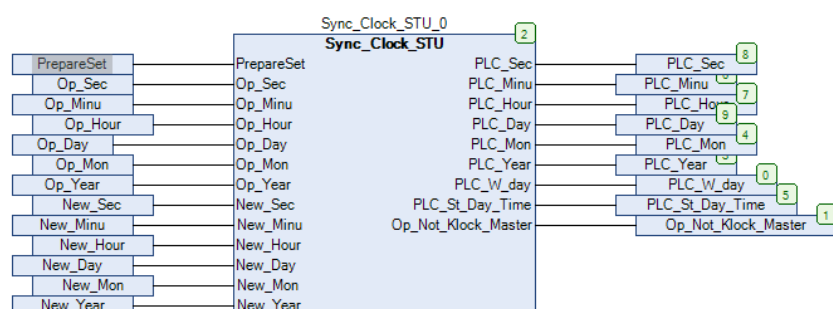 Sync_Clock_STU_0
2
Sync_Clock_STU
PrepareSet PrepareSet PLC_Sec PLC_Sec 8
Op_Sec Op_Sec PLC_Minu PLC_Minu
Op_Minu Op_Minu PLC_Hour PLC_Hour 7
Op_Hour Op_Hour PLC_Day PLC_Day 9
Op_Day Op_Day PLC_Mon PLC_Mon 4
Op_Mon Op_Mon PLC_Year PLC_Year
Op_Year Op_Year PLC_W_day PLC_W_day 0
New_Sec New_Sec PLC_St_Day_Time PLC_St_Day_Time 5
New_Minu New_Minu Op_Not_Klock_Master Op_Not_Klock_Master 1
New_Hour New_Hour
New_Day New_Day
New_Mon New_Mon
New_Year New_Year